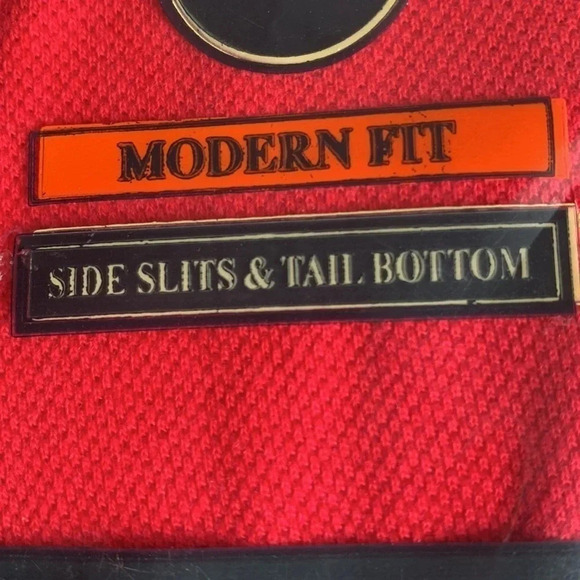 MODERN FIT
SIDE SLITS & TAIL BOTTOM